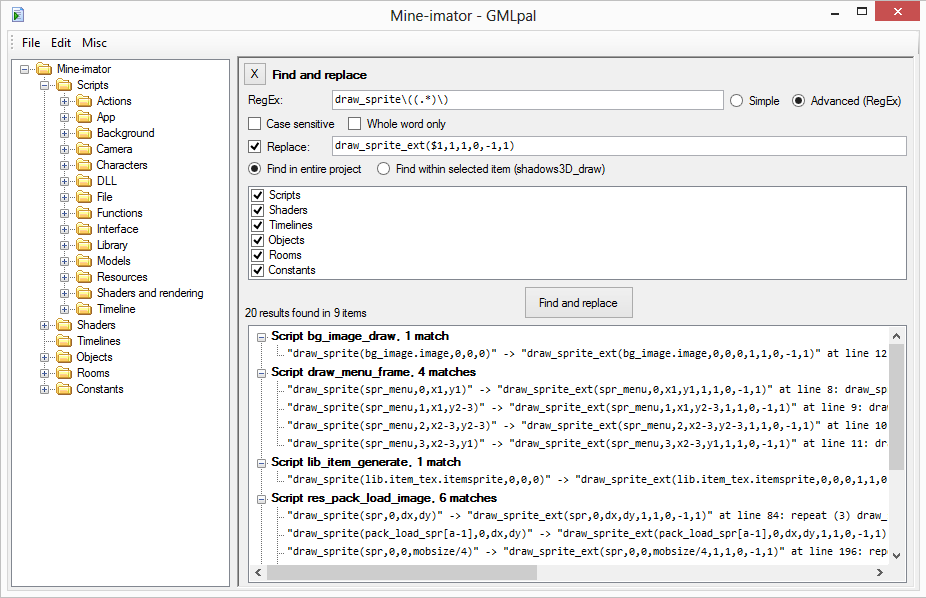 Mine-imator - GMLpal
File Edit Misc
Mine-imator
Scripts
Actions
App
Background
Camera
Characters
DLL
File
Functions
Interface
Library
Models
Resources
Shaders and rendering
Timeline
Shaders
Timelines
Objects
Rooms
Constants
X Find and replace
RegEx: draw_sprite\((.*)\) Simple Advanced (RegEx)
Case sensitive Whole word only
Replace: draw_sprite_ext($1,1,1,0,-1,1)
Find in entire project Find within selected item (shadows3D_draw)
Scripts
Shaders
Timelines
Objects
Rooms
Constants
Find and replace
20 results found in 9 items
Script bg_image_draw, 1 match
"draw_sprite(bg_image.image,0,0,0)" -> "draw_sprite_ext(bg_image.image,0,0,0,1,1,0,-1,1)" at line 12
Script draw_menu_frame, 4 matches
"draw_sprite(spr_menu,0,x1,y1)" -> "draw_sprite_ext(spr_menu,0,x1,y1,1,1,0,-1,1)" at line 8: draw_sp
"draw_sprite(spr_menu,1,x1,y2-3)" -> "draw_sprite_ext(spr_menu,1,x1,y2-3,1,1,0,-1,1)" at line 9: draw
"draw_sprite(spr_menu,2,x2-3,y2-3)" -> "draw_sprite_ext(spr_menu,2,x2-3,y2-3,1,1,0,-1,1)" at line 10
"draw_sprite(spr_menu,3,x2-3,y1)" -> "draw_sprite_ext(spr_menu,3,x2-3,y1,1,1,0,-1,1)" at line 11: dr
Script lib_item_generate, 1 match
"draw_sprite(lib.item_tex.itemsprite,0,0,0)" -> "draw_sprite_ext(lib.item_tex.itemsprite,0,0,0,1,1,0
Script res_pack_load_image, 6 matches
"draw_sprite(spr,0,dx,dy)" -> "draw_sprite_ext(spr,0,dx,dy,1,1,0,-1,1)" at line 84: repeat (3) draw_
"draw_sprite(pack_load_spr[a-1],0,dx,dy)" -> "draw_sprite_ext(pack_load_spr[a-1],0,dx,dy,1,1,0,-1,1)
"draw_sprite(spr,0,0,mobsize/4)" -> "draw_sprite_ext(spr,0,0,mobsize/4,1,1,0,-1,1)" at line 196: rep